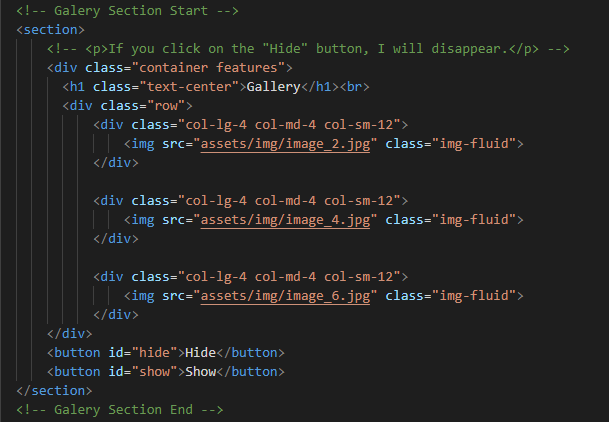 <!-- Galery Section Start -->
<section>
<!-- <p>If you click on the "Hide" button, I will disappear.</p> -->
<div class="container features">
<h1 class="text-center">Gallery</h1><br>
<div class="row">
<div class="col-lg-4 col-md-4 col-sm-12">
<img src="assets/img/image_2.jpg" class="img-fluid">
</div>
<div class="col-lg-4 col-md-4 col-sm-12">
<img src="assets/img/image_4.jpg" class="img-fluid">
</div>
<div class="col-lg-4 col-md-4 col-sm-12">
<img src="assets/img/image_6.jpg" class="img-fluid">
</div>
</div>
<button id="hide">Hide</button>
<button id="show">Show</button>
</section>
<!-- Galery Section End -->